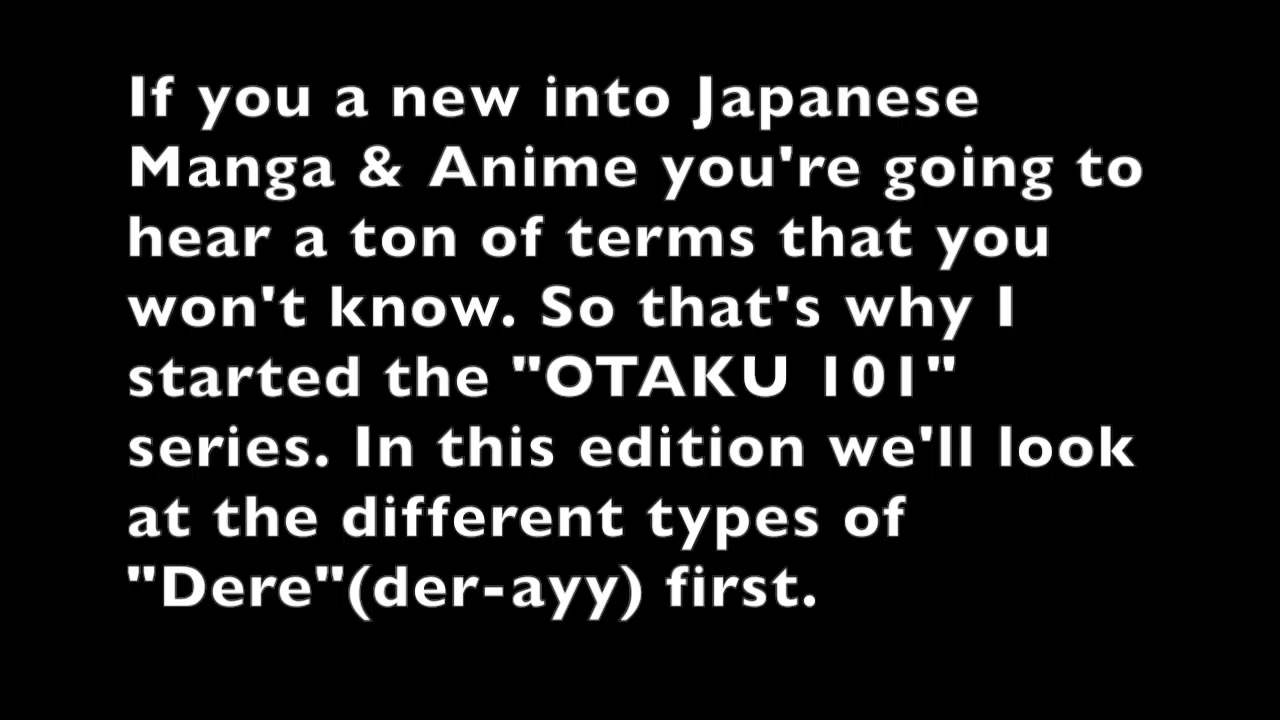 If you a new into Japanese
Manga & Anime you're going to
hear a ton of terms that you
won't know. So that's why I
started the "OTAKU 101"
series. In this edition we'll look
at the different types of
"Dere"(der-ayy) first.